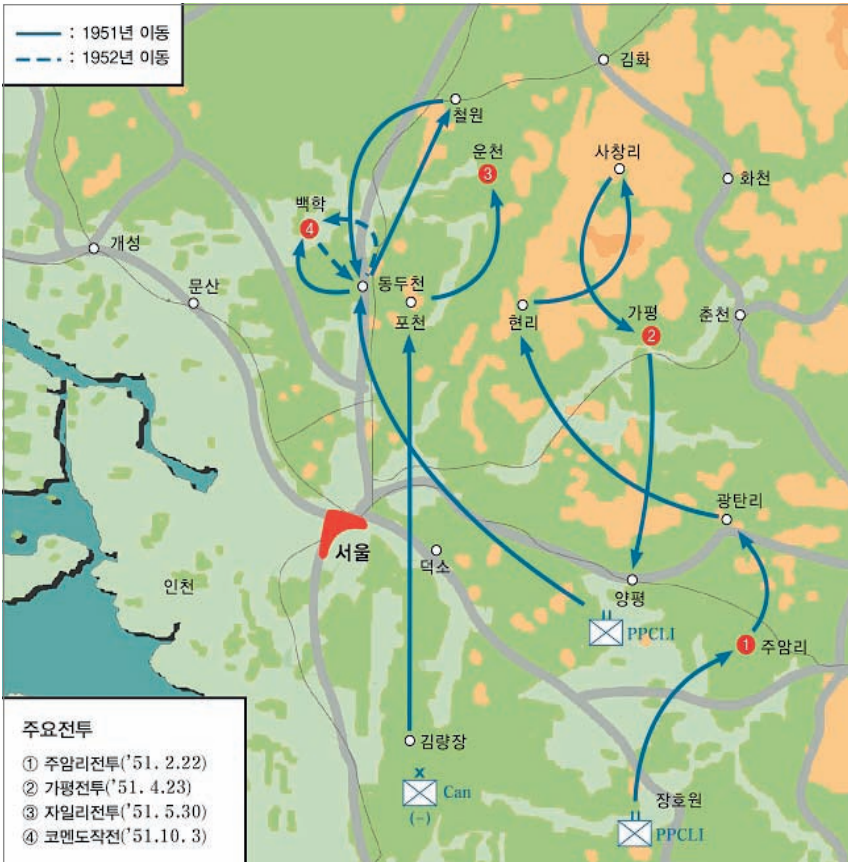 : 1951년 이동
: 1952년 이동
김화
철원
운천
③
사창리
화천
백학
④
개성
문산
동두천
포천
현리
가평
②
춘천
광탄리
서울
덕소
인천
양평
PPCLI
① 주암리
김량장
x
Can
(-)
장호원
PPCLI
주요전투
① 주암리전투('51. 2.22)
② 가평전투('51. 4.23)
③ 자일리전투('51. 5.30)
④ 코멘도작전('51.10. 3)